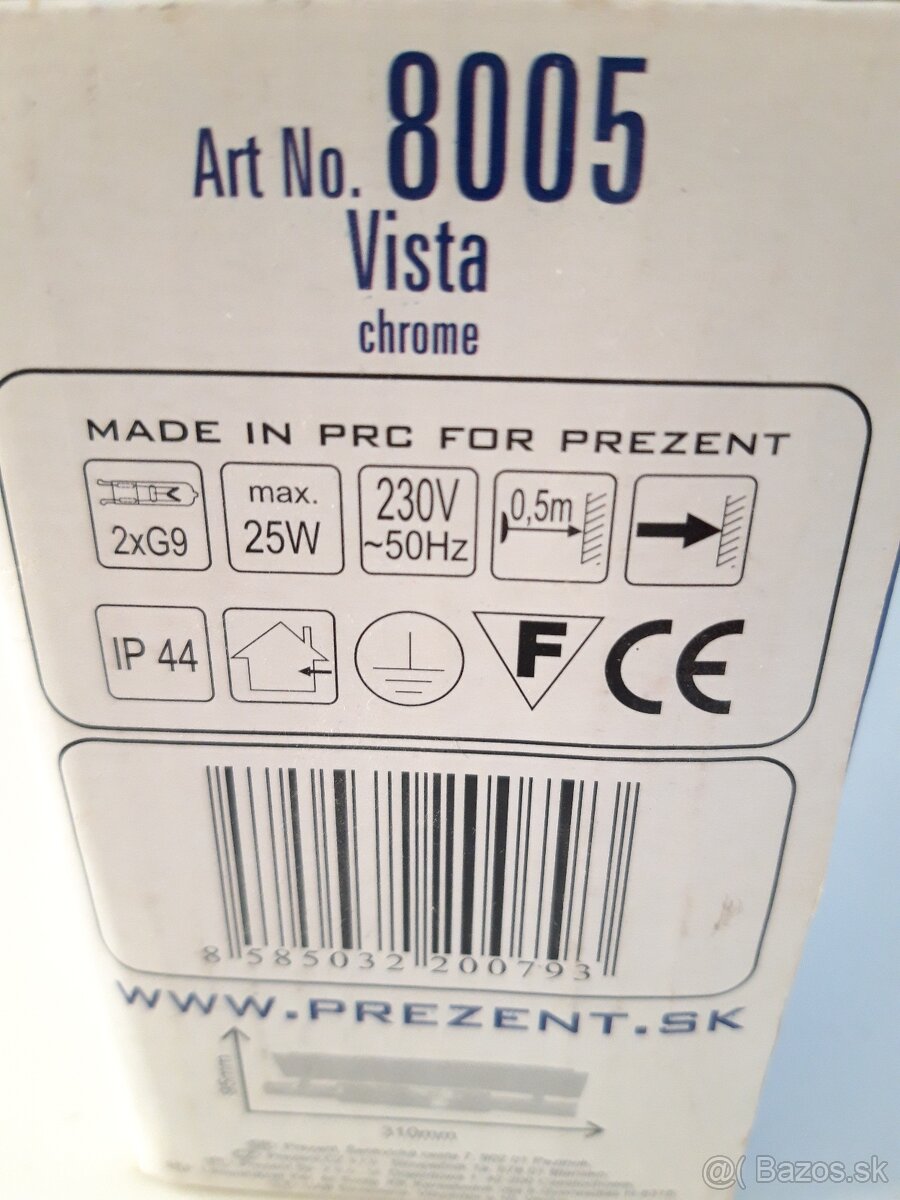 Art No. 8005
Vista
chrome
MADE IN PRC FOR PREZENT
2xG9
max. 25W
230V ~50Hz
0,5m
IP 44
F
CE
8 585032 200793
WWW.PREZENT.SK
95mm
310mm
@( Bazos.sk